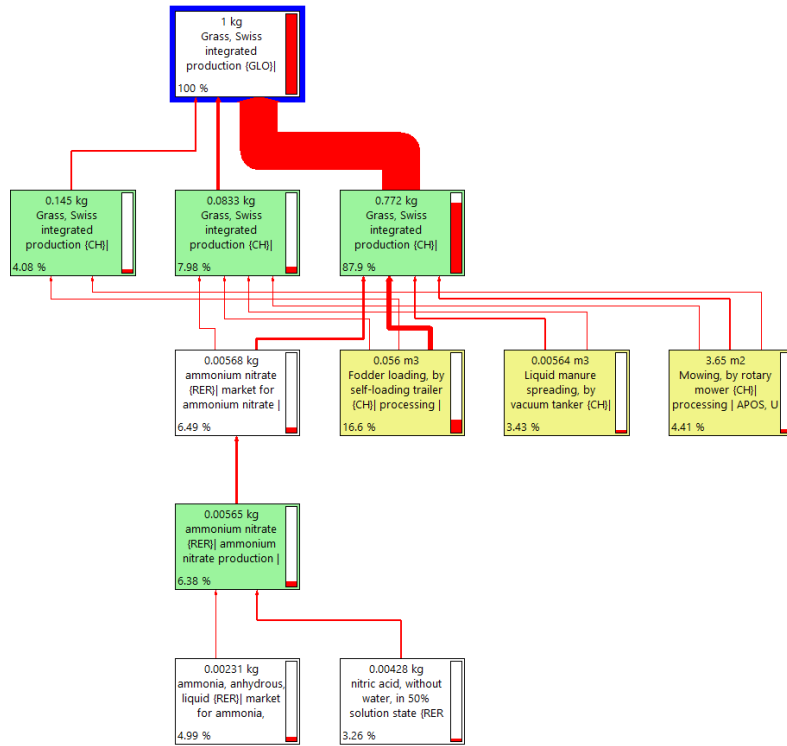 1 kg
Grass, Swiss
integrated
production {GLO}|
100 %
0.145 kg
Grass, Swiss
integrated
production {CH}|
4.08 %
0.0833 kg
Grass, Swiss
integrated
production {CH}|
7.98 %
0.772 kg
Grass, Swiss
integrated
production {CH}|
87.9 %
0.00568 kg
ammonium nitrate
{RER}| market for
ammonium nitrate |
6.49 %
0.056 m3
Fodder loading, by
self-loading trailer
{CH}| processing |
16.6 %
0.00564 m3
Liquid manure
spreading, by
vacuum tanker {CH}|
3.43 %
3.65 m2
Mowing, by rotary
mower {CH}|
processing | APOS, U
4.41 %
0.00565 kg
ammonium nitrate
{RER}| ammonium
nitrate production |
6.38 %
0.00231 kg
ammonia, anhydrous,
liquid {RER}| market
for ammonia,
4.99 %
0.00428 kg
nitric acid, without
water, in 50%
solution state {RER
3.26 %